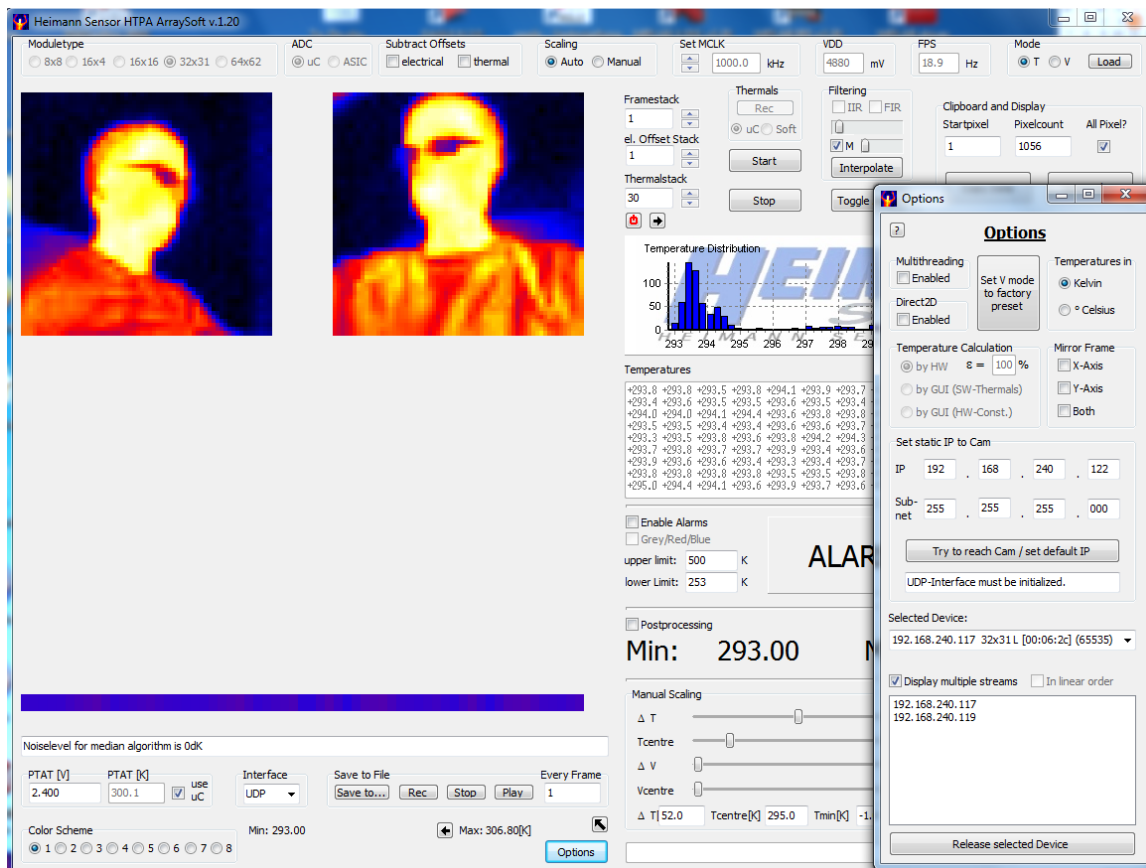 Heimann Sensor HTPA ArraySoft v.1.20
Moduletype
8x8 16x4 16x16 32x31 64x62
ADC
uC ASIC
Subtract Offsets
electrical thermal
Scaling
Auto Manual
Set MCLK
1000.0 kHz
VDD
4880 mV
FPS
18.9 Hz
Mode
T V Load
Framestack
1
el. Offset Stack
1
Thermalstack
30
Thermals
Rec
uC Soft
Start
Stop
Filtering
IIR FIR
M
Interpolate
Toggle
Clipboard and Display
Startpixel Pixelcount All Pixel?
1 1056
Temperature Distribution
100
50
0
293 294 295 296 297 298
Temperatures
+293.8 +293.8 +293.5 +293.8 +294.1 +293.9 +293.7
+293.4 +293.6 +293.5 +293.5 +293.6 +293.5 +293.4
+294.0 +294.0 +294.1 +294.4 +293.6 +293.8 +293.8
+293.5 +293.5 +293.4 +293.6 +293.6 +293.6 +293.7
+293.3 +293.5 +293.8 +293.6 +293.8 +294.2 +294.3
+293.7 +293.8 +293.7 +293.7 +293.9 +293.4 +293.6
+293.9 +293.6 +293.6 +293.4 +293.3 +293.4 +293.7
+293.8 +293.8 +293.6 +293.8 +293.5 +293.5 +293.8
+295.0 +294.4 +294.1 +293.6 +293.9 +293.7 +293.6
Enable Alarms
Grey/Red/Blue
upper limit: 500 K
lower Limit: 253 K
ALAR
Postprocessing
Min: 293.00
Manual Scaling
Δ T
Tcentre
Δ V
Vcentre
Δ T 52.0 Tcentre[K] 295.0 Tmin[K] -1.
Noiselevel for median algorithm is 0dK
PTAT [V]
2.400
PTAT [K]
300.1
use uC
Interface
UDP
Save to File
Save to... Rec Stop Play
Every Frame
1
Color Scheme
1 2 3 4 5 6 7 8
Min: 293.00
Max: 306.80[K]
Options
Options
?
Options
Multithreading
Enabled
Direct2D
Enabled
Set V mode
to factory
preset
Temperatures in
Kelvin
° Celsius
Temperature Calculation
by HW ε = 100 %
by GUI (SW-Thermals)
by GUI (HW-Const.)
Mirror Frame
X-Axis
Y-Axis
Both
Set static IP to Cam
IP 192 . 168 . 240 . 122
Sub-
net 255 . 255 . 255 . 000
Try to reach Cam / set default IP
UDP-Interface must be initialized.
Selected Device:
192.168.240.117 32x31 L [00:06:2c] (65535)
Display multiple streams In linear order
192.168.240.117
192.168.240.119
Release selected Device